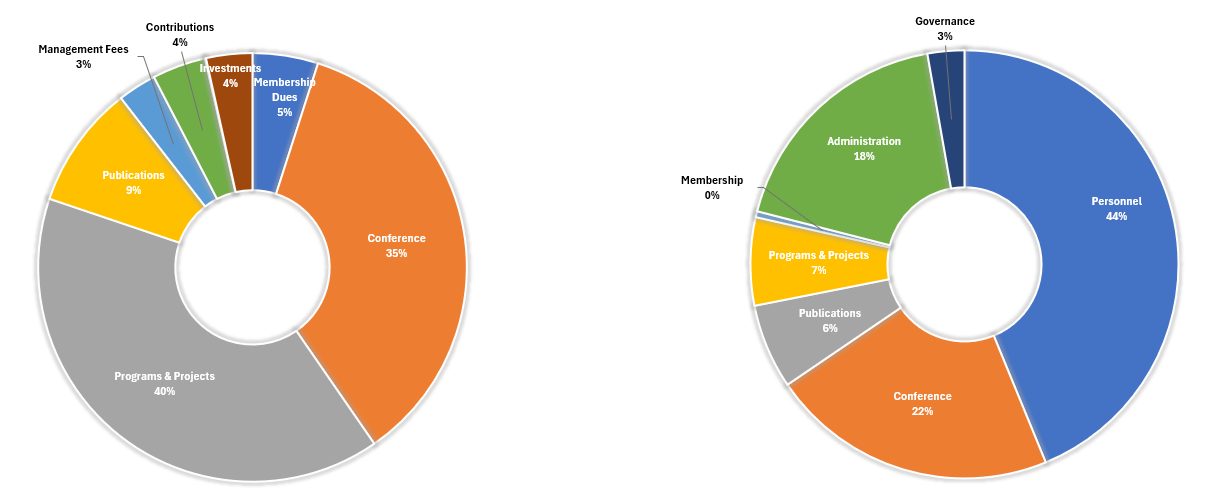 Contributions
4%
Management Fees
3%
Investments
4%
Membership
Dues
5%
Publications
9%
Conference
35%
Programs & Projects
40%
Governance
3%
Administration
18%
Membership
0%
Personnel
44%
Programs & Projects
7%
Publications
6%
Conference
22%